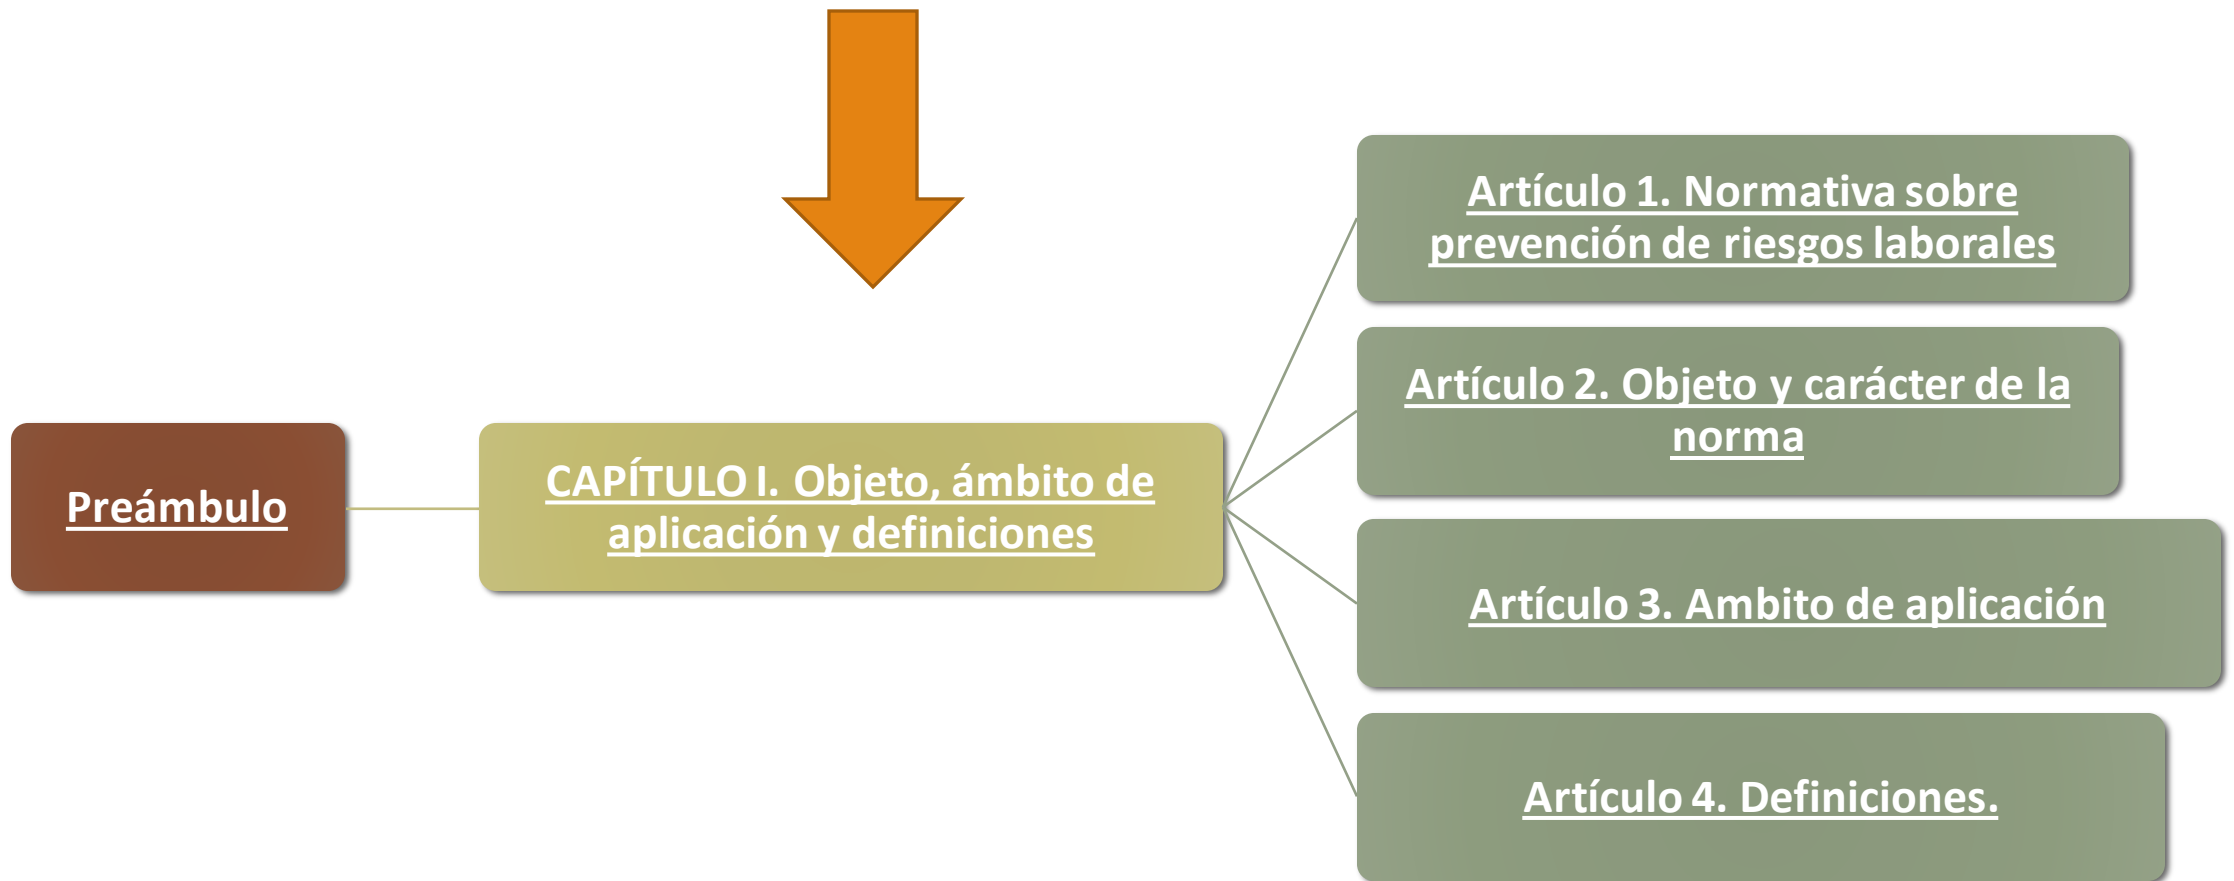 Preámbulo
CAPÍTULO I. Objeto, ámbito de
aplicación y definiciones
Artículo 1. Normativa sobre
prevención de riesgos laborales
Artículo 2. Objeto y carácter de la
norma
Artículo 3. Ambito de aplicación
Artículo 4. Definiciones.